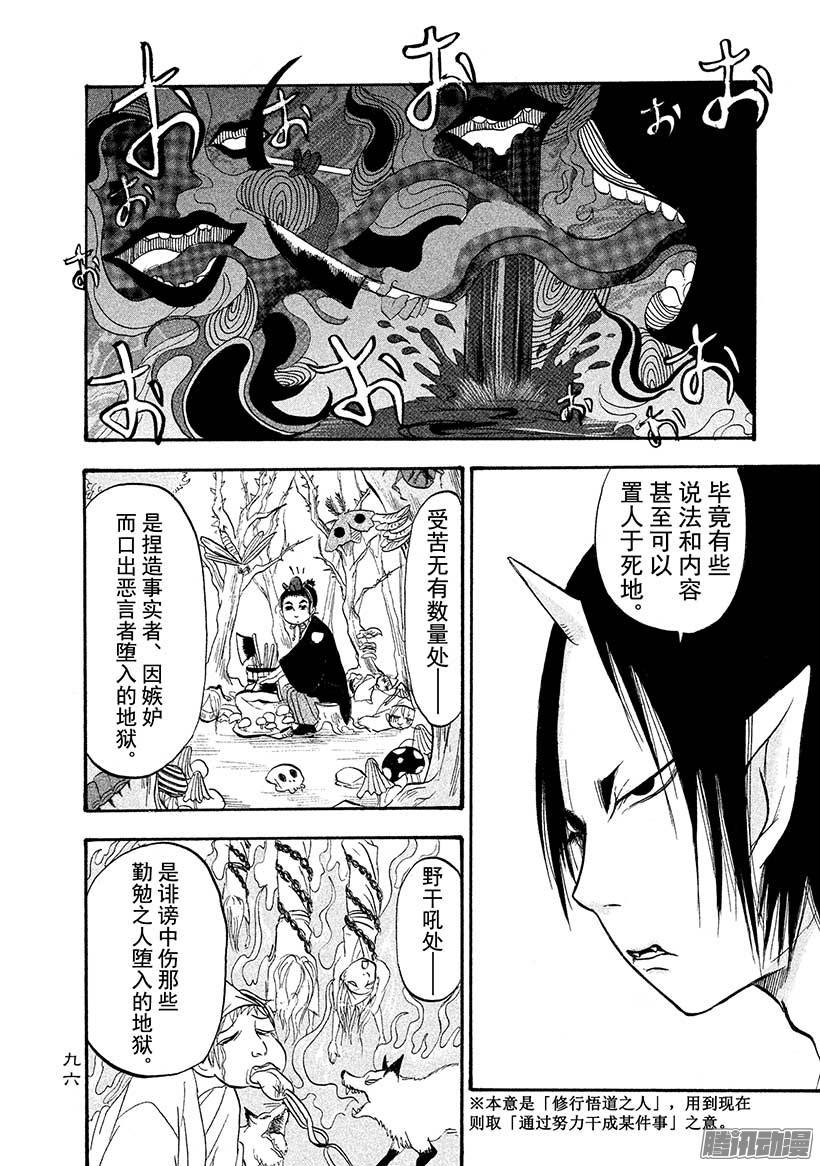 お
お
お
お
お
お
お
お
お
お
お
毕竟有些
说法和内容
甚至可以
置人于死地。
受苦无有数量处——
是捏造事实者、因嫉妒
而口出恶言者堕入的地狱。
野干吼处——
是诽谤中伤那些
勤勉之人堕入的地狱。
※本意是「修行悟道之人」，用到现在
则取「通过努力干成某件事」之意。
九六
腾讯动漫